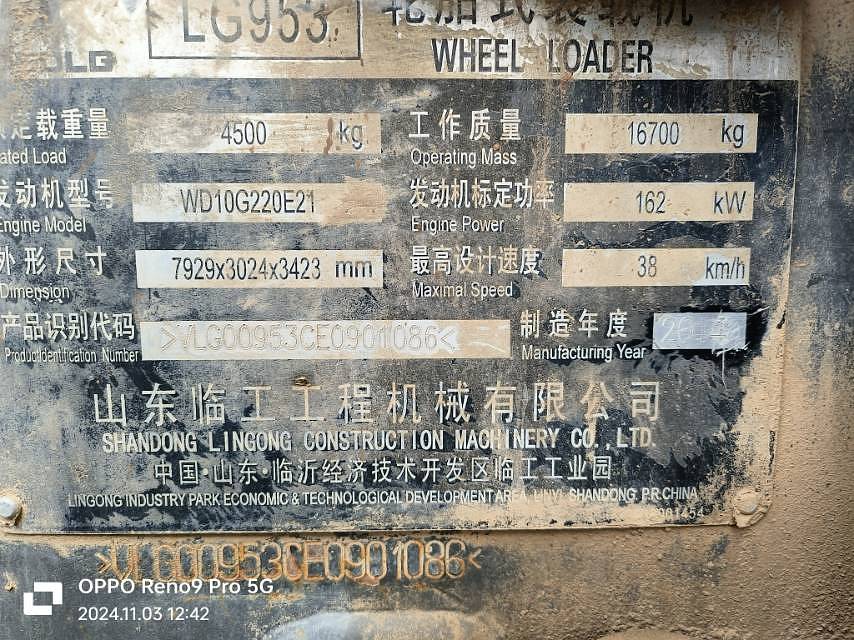 LG953 轮胎式装载机
WHEEL LOADER
定载重量 4500 kg 工作质量 16700 kg
ated Load Operating Mass
发动机型号 WD10G220E21 发动机标定功率 162 kW
Engine Model Engine Power
外形尺寸 7929x3024x3423 mm 最高设计速度 38 km/h
Dimension Maximal Speed
产品识别代码 >VLG00953CE0901086< 制造年度
Product Identification Number Manufacturing Year
山东临工工程机械有限公司
SHANDONG LINGONG CONSTRUCTION MACHINERY CO.,LTD.
中国·山东·临沂经济技术开发区临工工业园
LINGONG INDUSTRY PARK ECONOMIC & TECHNOLOGICAL DEVELOPMENT AREA, LINYI SHANDONG, P.R.CHINA
>VLG00953CE0901086<
OPPO Reno9 Pro 5G
2024.11.03 12:42